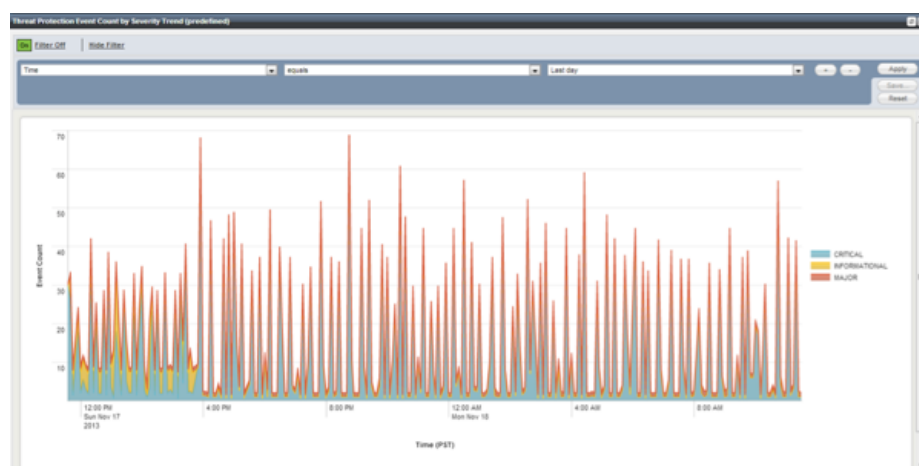 Threat Protection Event Count by Severity Trend (predefined)
On Filter Off Hide Filter
Time equals Last day + - Apply
Save...
Reset
70
60
50
40
30
20
10
Event Count
CRITICAL
INFORMATIONAL
MAJOR
12:00 PM 4:00 PM 8:00 PM 12:00 AM 4:00 AM 8:00 AM
Sun Nov 17 Mon Nov 18
2013
Time (PST)